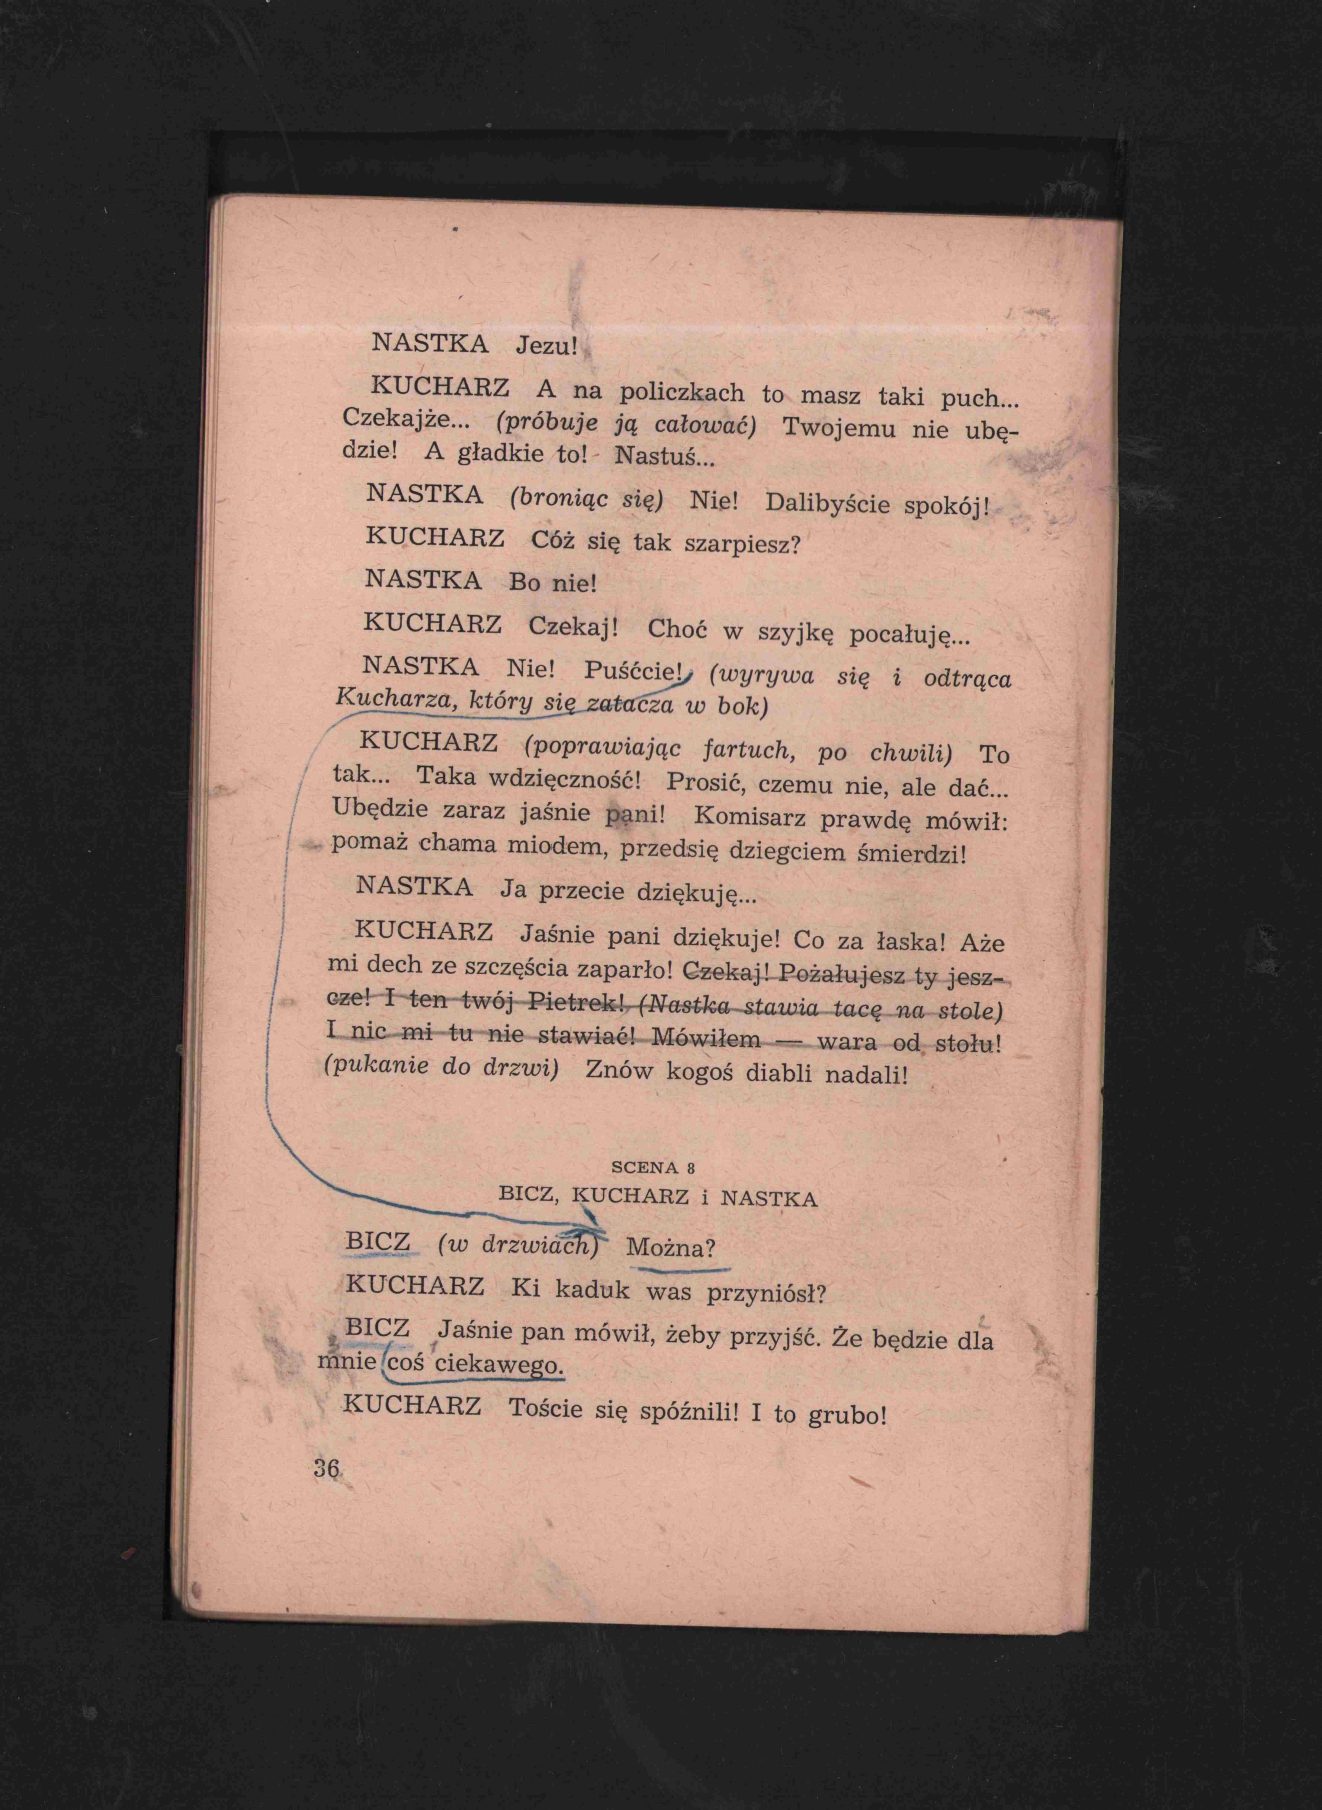 NASTKA Jezu!
KUCHARZ A na policzkach to masz taki puch...
Czekajże... (próbuje ją całować) Twojemu nie ubę-
dzie! A gładkie to! Nastuś...
NASTKA (broniąc się) Nie! Dalibyście spokój!
KUCHARZ Cóż się tak szarpiesz?
NASTKA Bo nie!
KUCHARZ Czekaj! Choć w szyjkę pocałuję...
NASTKA Nie! Puśćcie! (wyrywa się i odtrąca
Kucharza, który się zatacza w bok)
KUCHARZ (poprawiając fartuch, po chwili) To
tak... Taka wdzięczność! Prosić, czemu nie, ale dać...
Ubędzie zaraz jaśnie pani! Komisarz prawdę mówił:
pomaż chama miodem, przedsię dziegciem śmierdzi!
NASTKA Ja przecie dziękuję...
KUCHARZ Jaśnie pani dziękuje! Co za łaska! Aże
mi dech ze szczęścia zaparło! Czekaj! Pożałujesz ty jesz-
cze! I ten twój Pietrek! (Nastka stawia tacę na stole)
I nic mi tu nie stawiać! Mówiłem — wara od stołu!
(pukanie do drzwi) Znów kogoś diabli nadali!
SCENA 8
BICZ, KUCHARZ i NASTKA
BICZ (w drzwiach) Można?
KUCHARZ Ki kaduk was przyniósł?
BICZ Jaśnie pan mówił, żeby przyjść. Że będzie dla
mnie coś ciekawego.
KUCHARZ Toście się spóźnili! I to grubo!
36